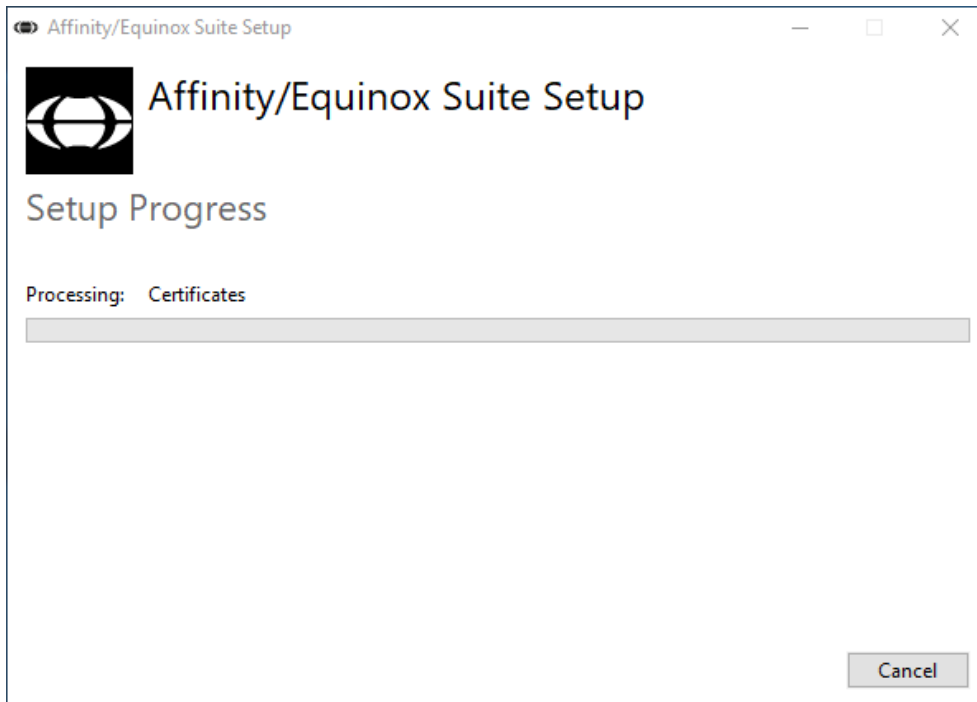 Affinity/Equinox Suite Setup
Affinity/Equinox Suite Setup
Setup Progress
Processing: Certificates
Cancel